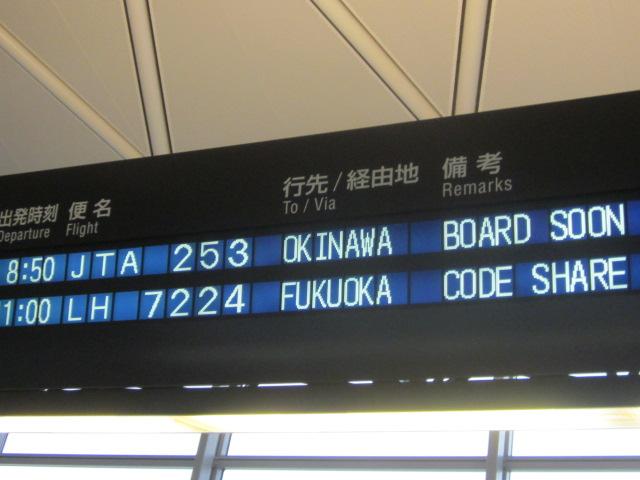 出発時刻 便名 行先/経由地 備考
Departure Flight To / Via Remarks
8:50 JTA 253 OKINAWA BOARD SOON
1:00 LH 7224 FUKUOKA CODE SHARE